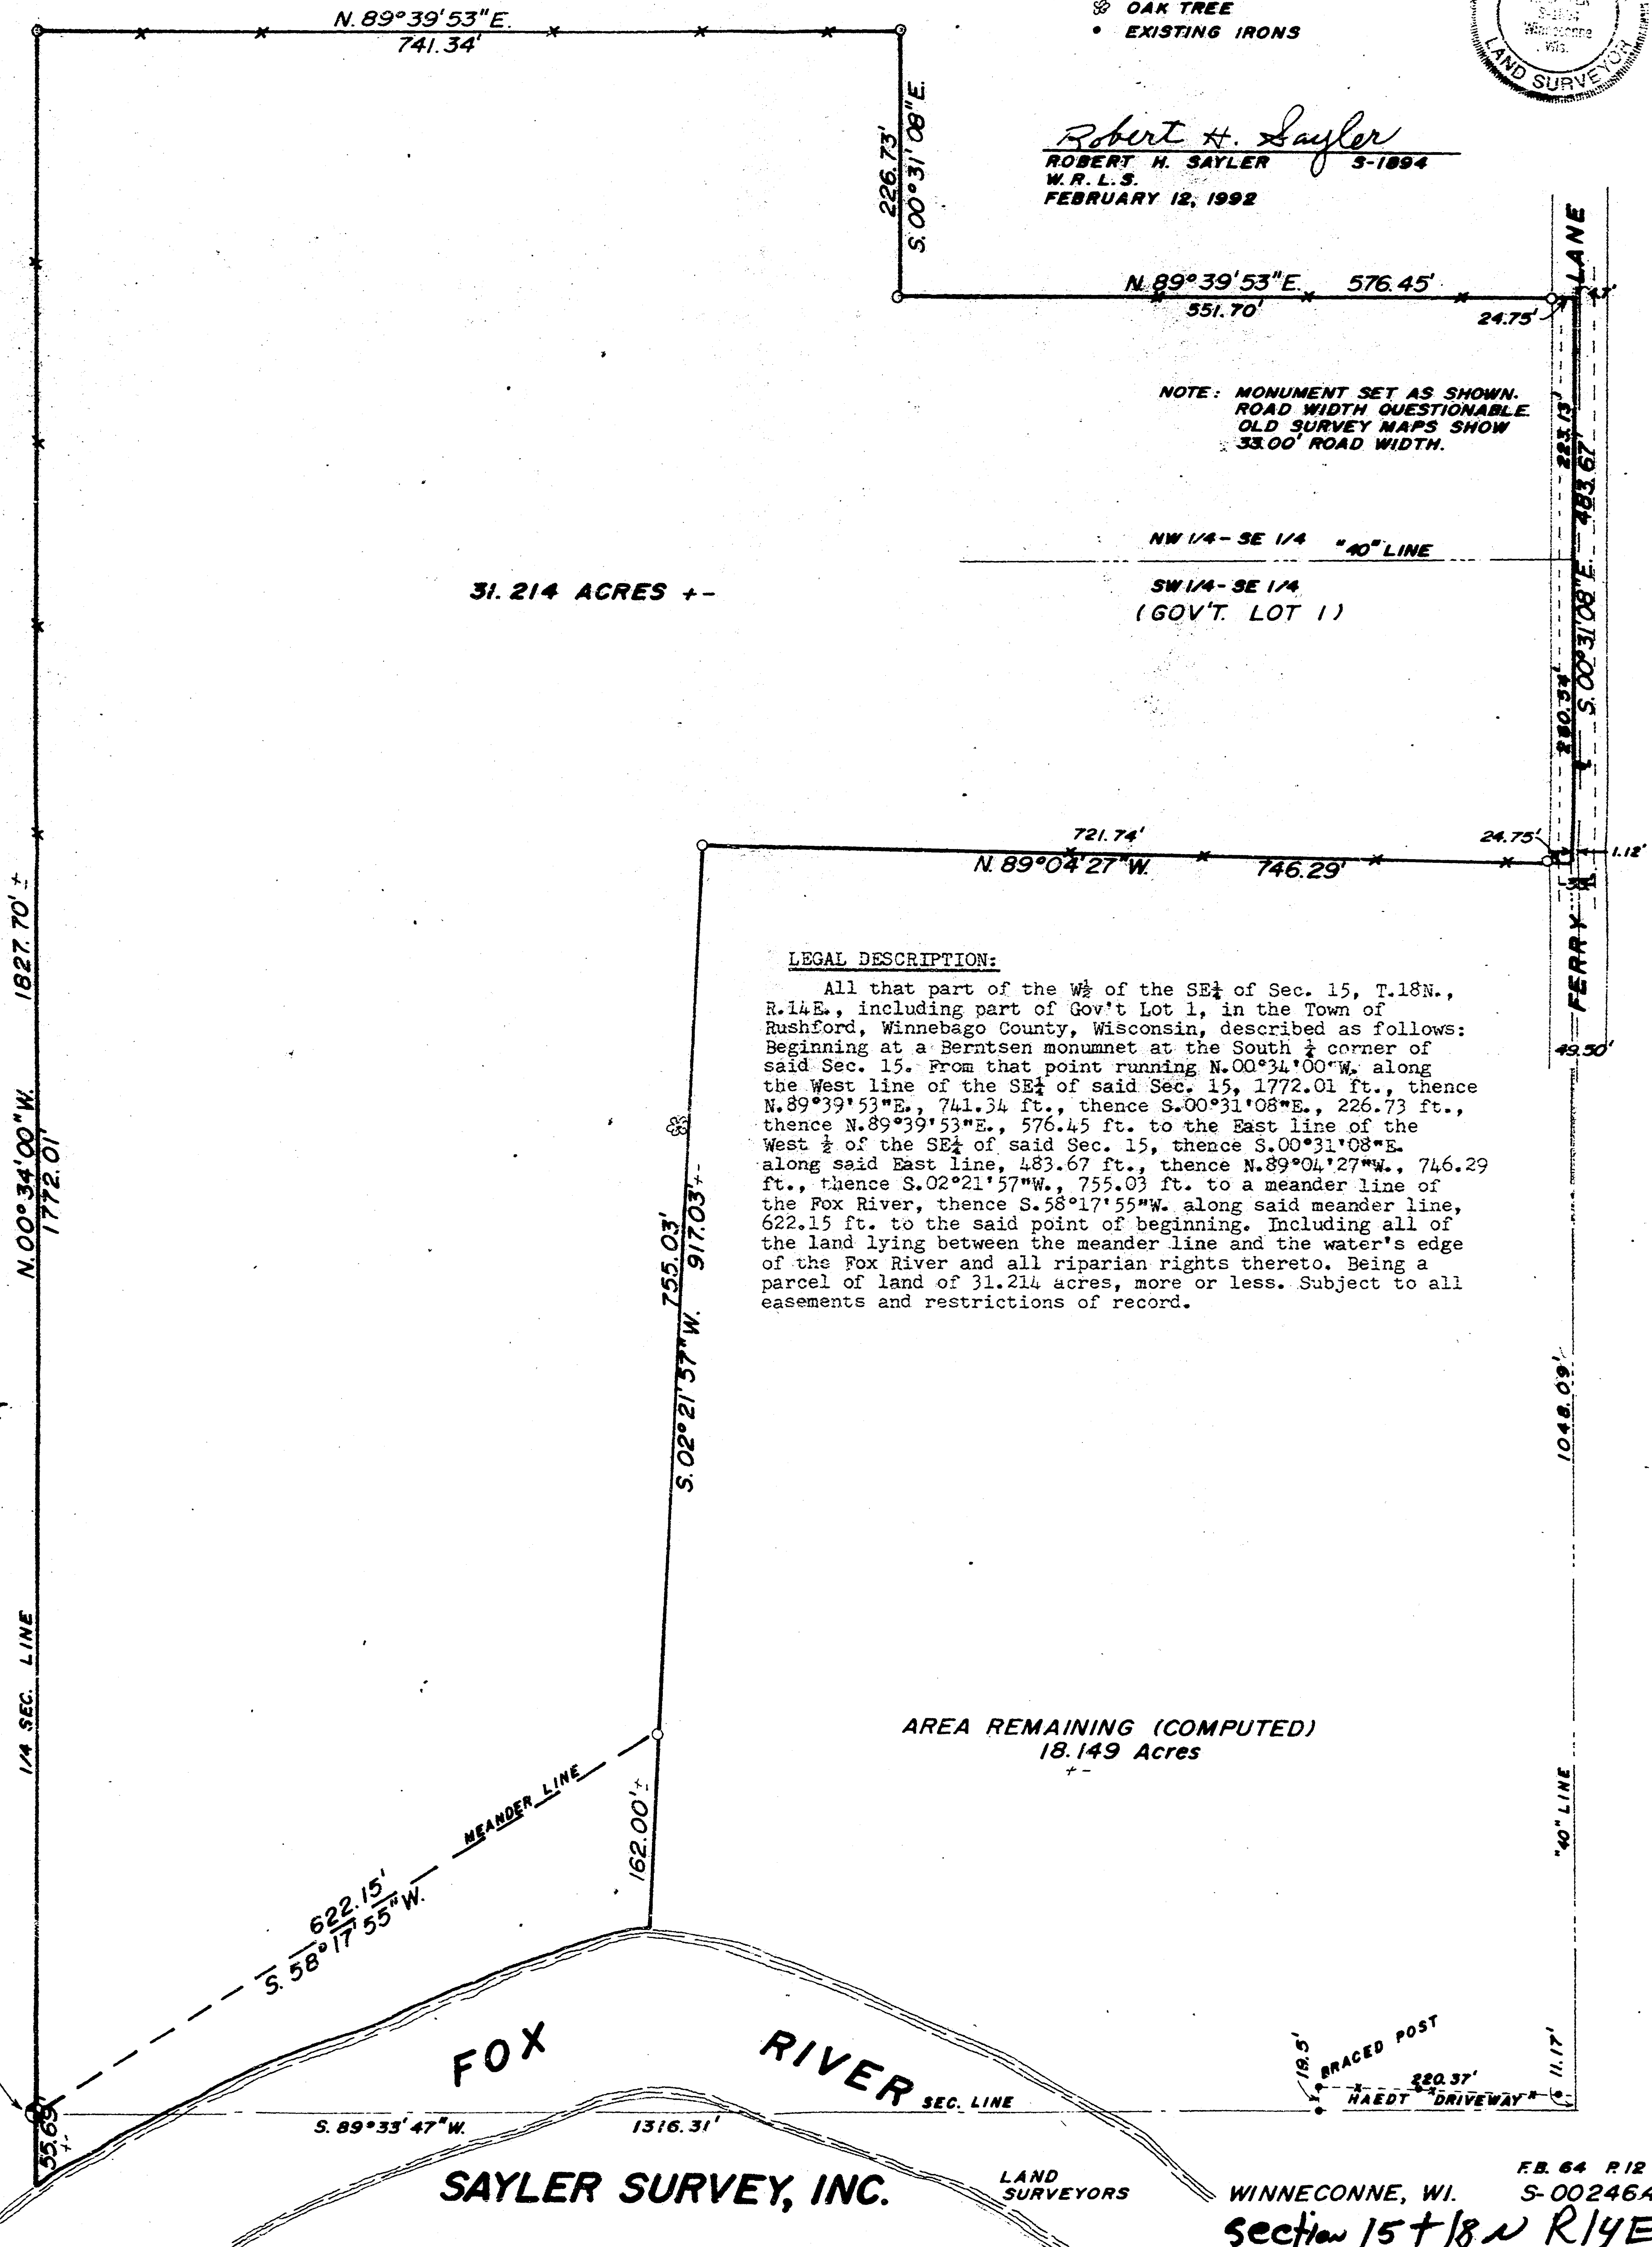 N. 89°39'53"E.
741.34'
OAK TREE
• EXISTING IRONS
Winneconne
Wis.
LAND SURVEYOR
226.73'
S. 00°31'08"E.
Robert H. Sayler
ROBERT H. SAYLER S-1894
W. R. L. S.
FEBRUARY 12, 1992
LANE
N. 89°39'53"E. 576.45'
551.70'
24.75'
NOTE: MONUMENT SET AS SHOWN.
ROAD WIDTH QUESTIONABLE.
OLD SURVEY MAPS SHOW
33.00' ROAD WIDTH.
223.13'
S. 00°31'08"E. 483.67'
260.54'
NW 1/4 - SE 1/4 "40" LINE
SW 1/4 - SE 1/4
(GOV'T. LOT 1)
31.214 ACRES +-
721.74'
N. 89°04'27"W. 746.29'
24.75'
1.12'
FERRY
49.50'
N. 00°34'00"W. 1827.70'±
1772.01'
LEGAL DESCRIPTION:
All that part of the W½ of the SE¼ of Sec. 15, T.18N.,
R.14E., including part of Gov't Lot 1, in the Town of
Rushford, Winnebago County, Wisconsin, described as follows:
Beginning at a Berntsen monumnet at the South ¼ corner of
said Sec. 15. From that point running N.00°34'00"W. along
the West line of the SE¼ of said Sec. 15, 1772.01 ft., thence
N.89°39'53"E., 741.34 ft., thence S.00°31'08"E., 226.73 ft.,
thence N.89°39'53"E., 576.45 ft. to the East line of the
West ½ of the SE¼ of said Sec. 15, thence S.00°31'08"E.
along said East line, 483.67 ft., thence N.89°04'27"W., 746.29
ft., thence S.02°21'57"W., 755.03 ft. to a meander line of
the Fox River, thence S.58°17'55"W. along said meander line,
622.15 ft. to the said point of beginning. Including all of
the land lying between the meander line and the water's edge
of the Fox River and all riparian rights thereto. Being a
parcel of land of 31.214 acres, more or less. Subject to all
easements and restrictions of record.
755.03'
S. 02°21'57"W. 917.03'+-
1048.09'
1/4 SEC. LINE
AREA REMAINING (COMPUTED)
18.149 Acres
+-
"40" LINE
MEANDER LINE
162.00'±
622.15'
S. 58°17'55"W.
FOX RIVER
SEC. LINE
19.5'
BRACED POST
220.37'
HAEDT DRIVEWAY
11.17'
55.69'
+-
S. 89°33'47"W. 1316.31'
SAYLER SURVEY, INC.
LAND
SURVEYORS
F.B. 64 P. 12
WINNECONNE, WI. S-00246A
section 15 t 18 N R14E